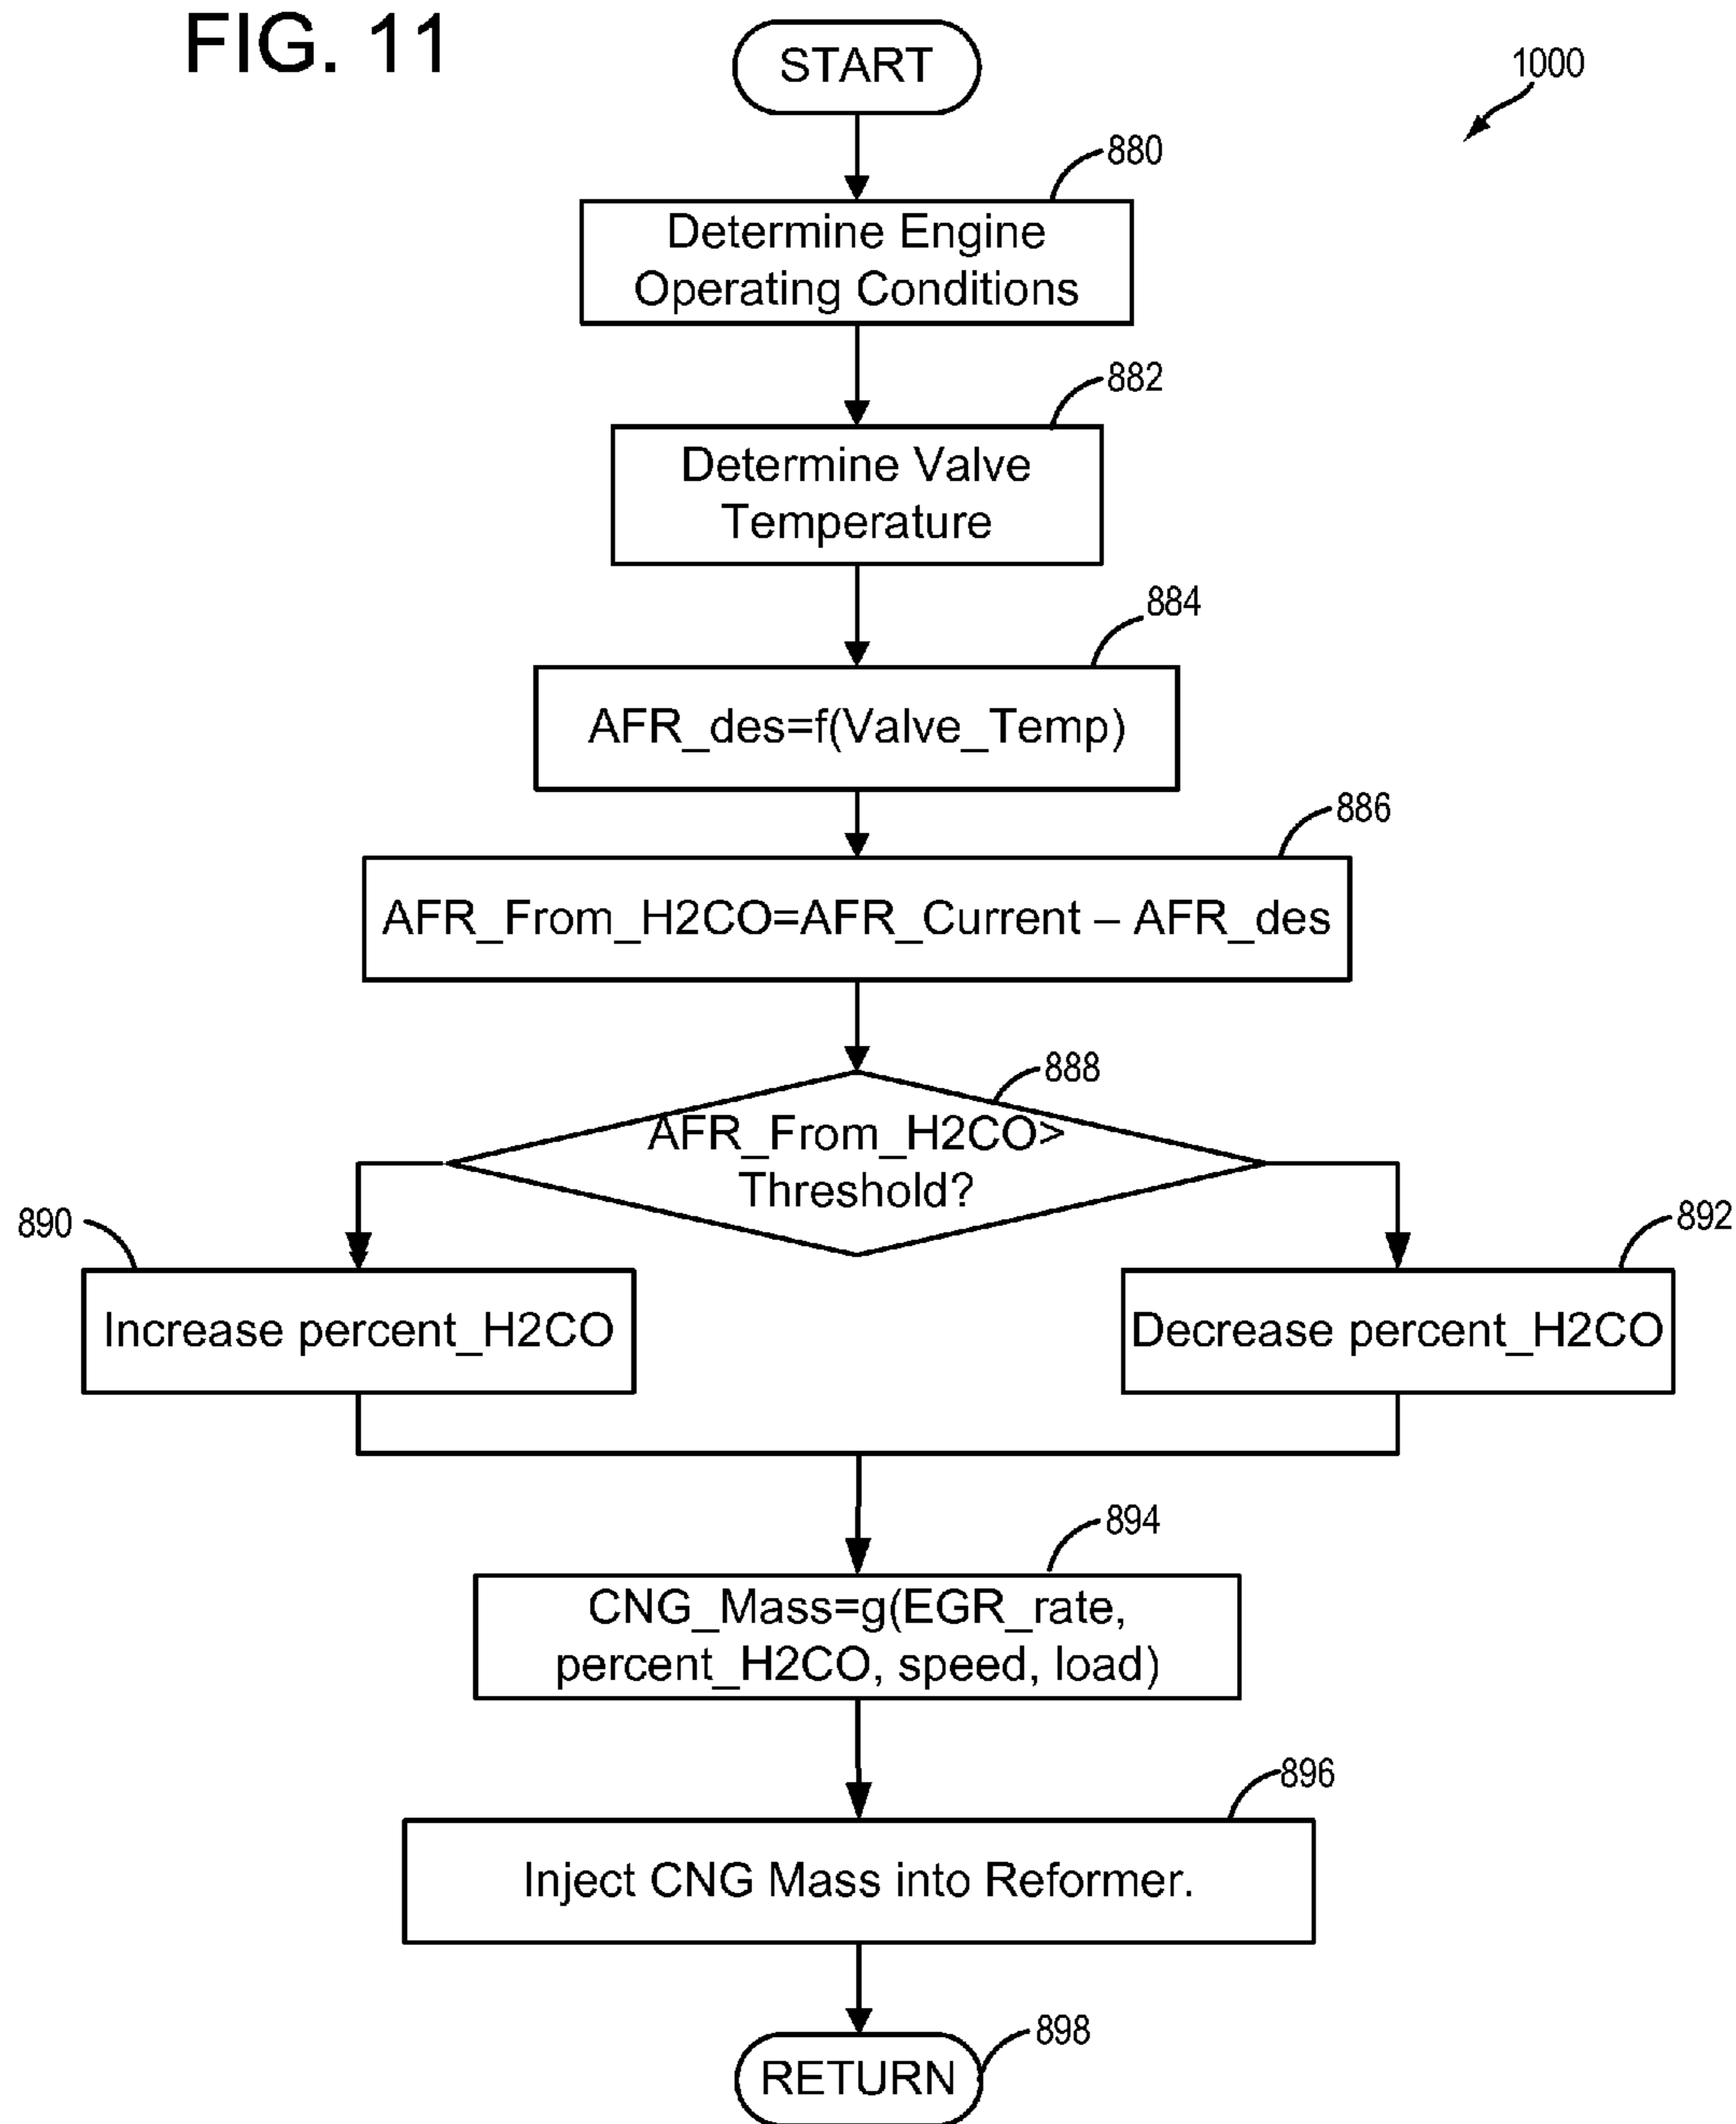 FIG. 11
START
1000
880
Determine Engine
Operating Conditions
882
Determine Valve
Temperature
884
AFR_des=f(Valve_Temp)
886
AFR_From_H2CO=AFR_Current – AFR_des
888
AFR_From_H2CO>
Threshold?
890
892
Increase percent_H2CO
Decrease percent_H2CO
894
CNG_Mass=g(EGR_rate,
percent_H2CO, speed, load)
896
Inject CNG Mass into Reformer.
898
RETURN